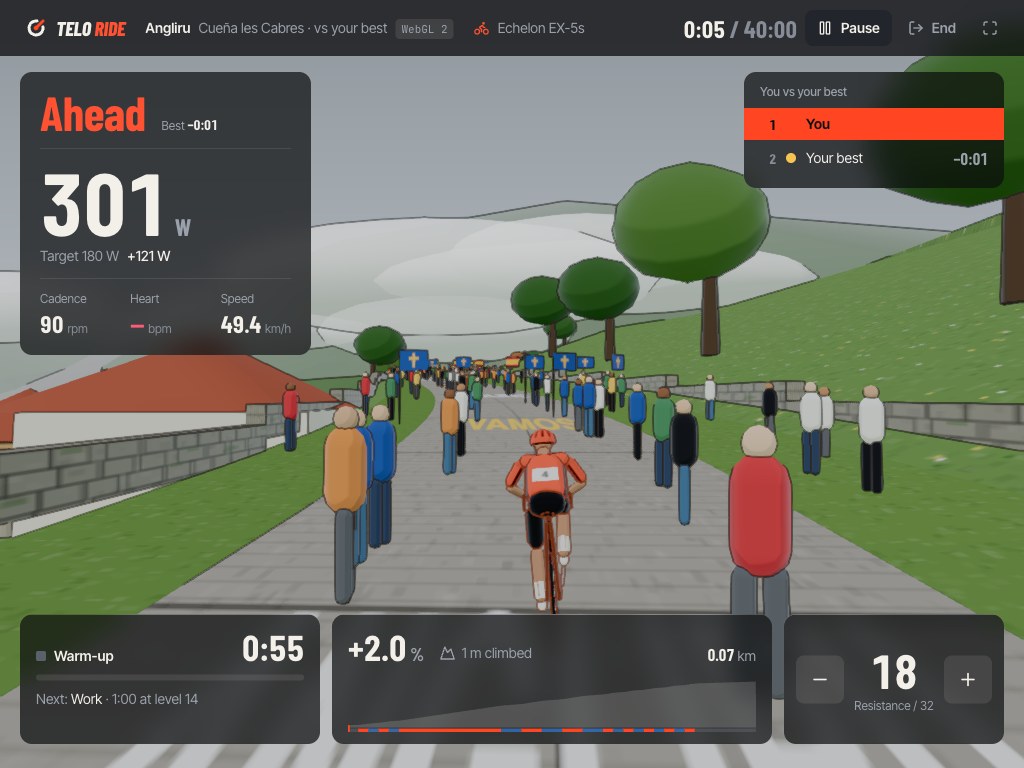 TELO RIDE
Angliru Cueña les Cabres · vs your best WebGL 2
Echelon EX-5s
0:05 / 40:00
Pause
End
Ahead Best −0:01
301 W
Target 180 W +121 W
Cadence Heart Speed
90 rpm – bpm 49.4 km/h
You vs your best
1 You
2 Your best −0:01
VAMOS
4
Warm-up 0:55
Next: Work · 1:00 at level 14
+2.0 % 1 m climbed 0.07 km
− 18 +
Resistance / 32